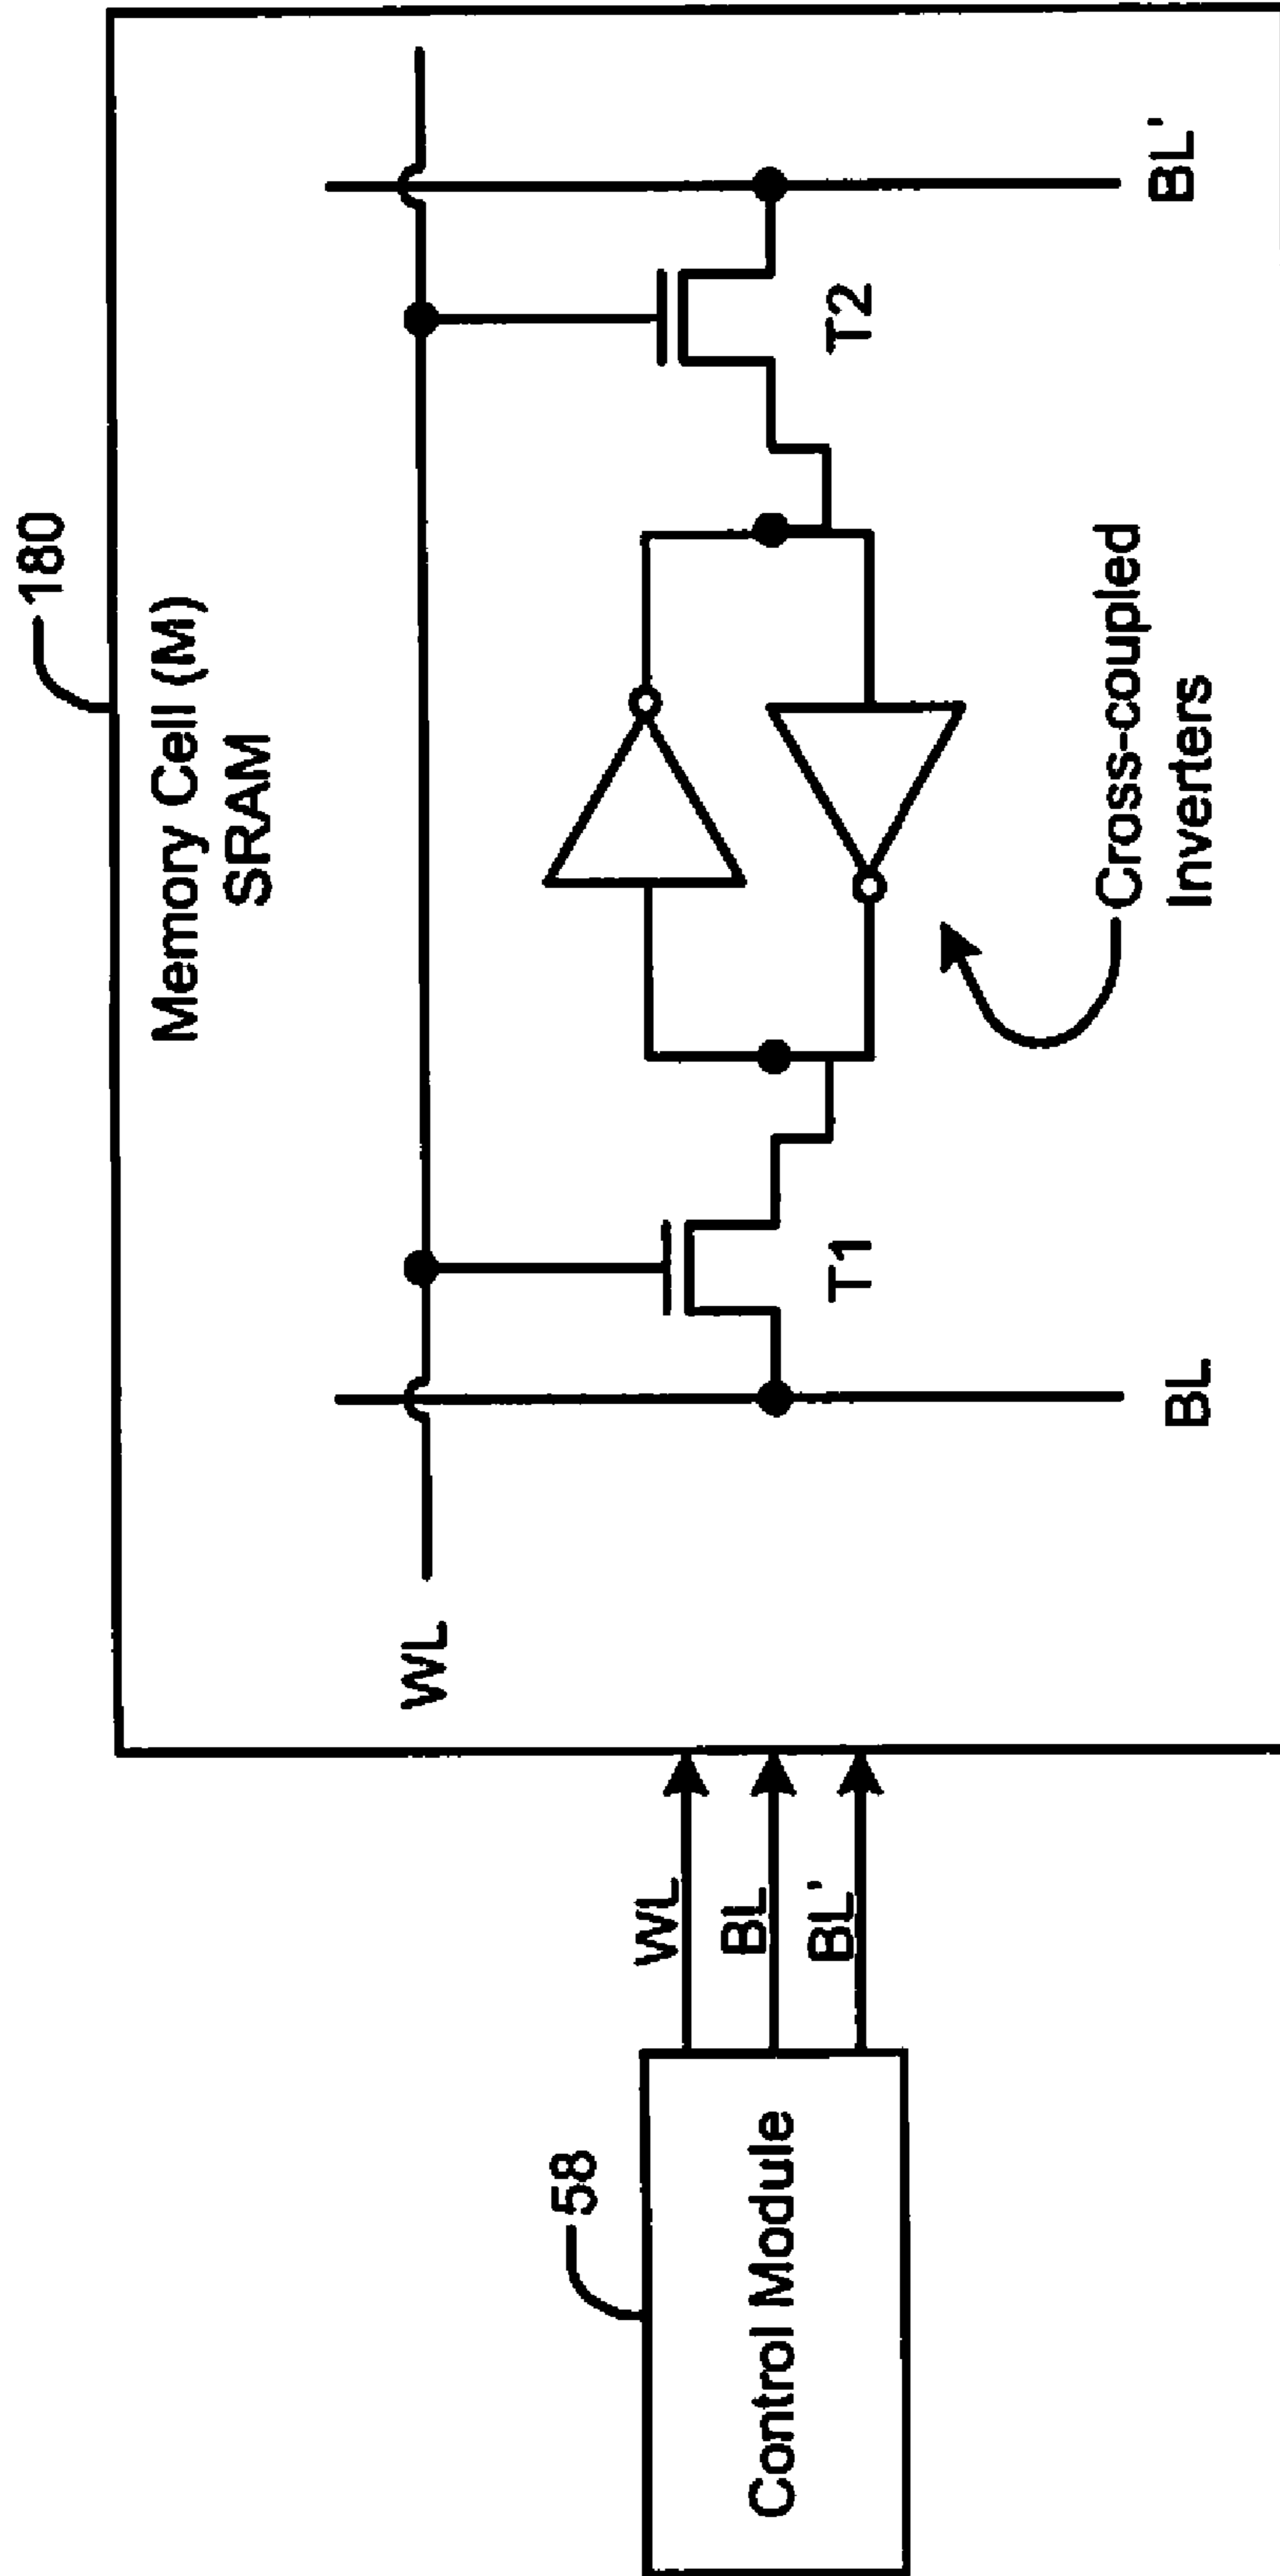 180
Memory Cell (M)
SRAM
WL
T1
T2
BL
BL'
Cross-coupled
Inverters
WL
BL
BL'
58
Control Module